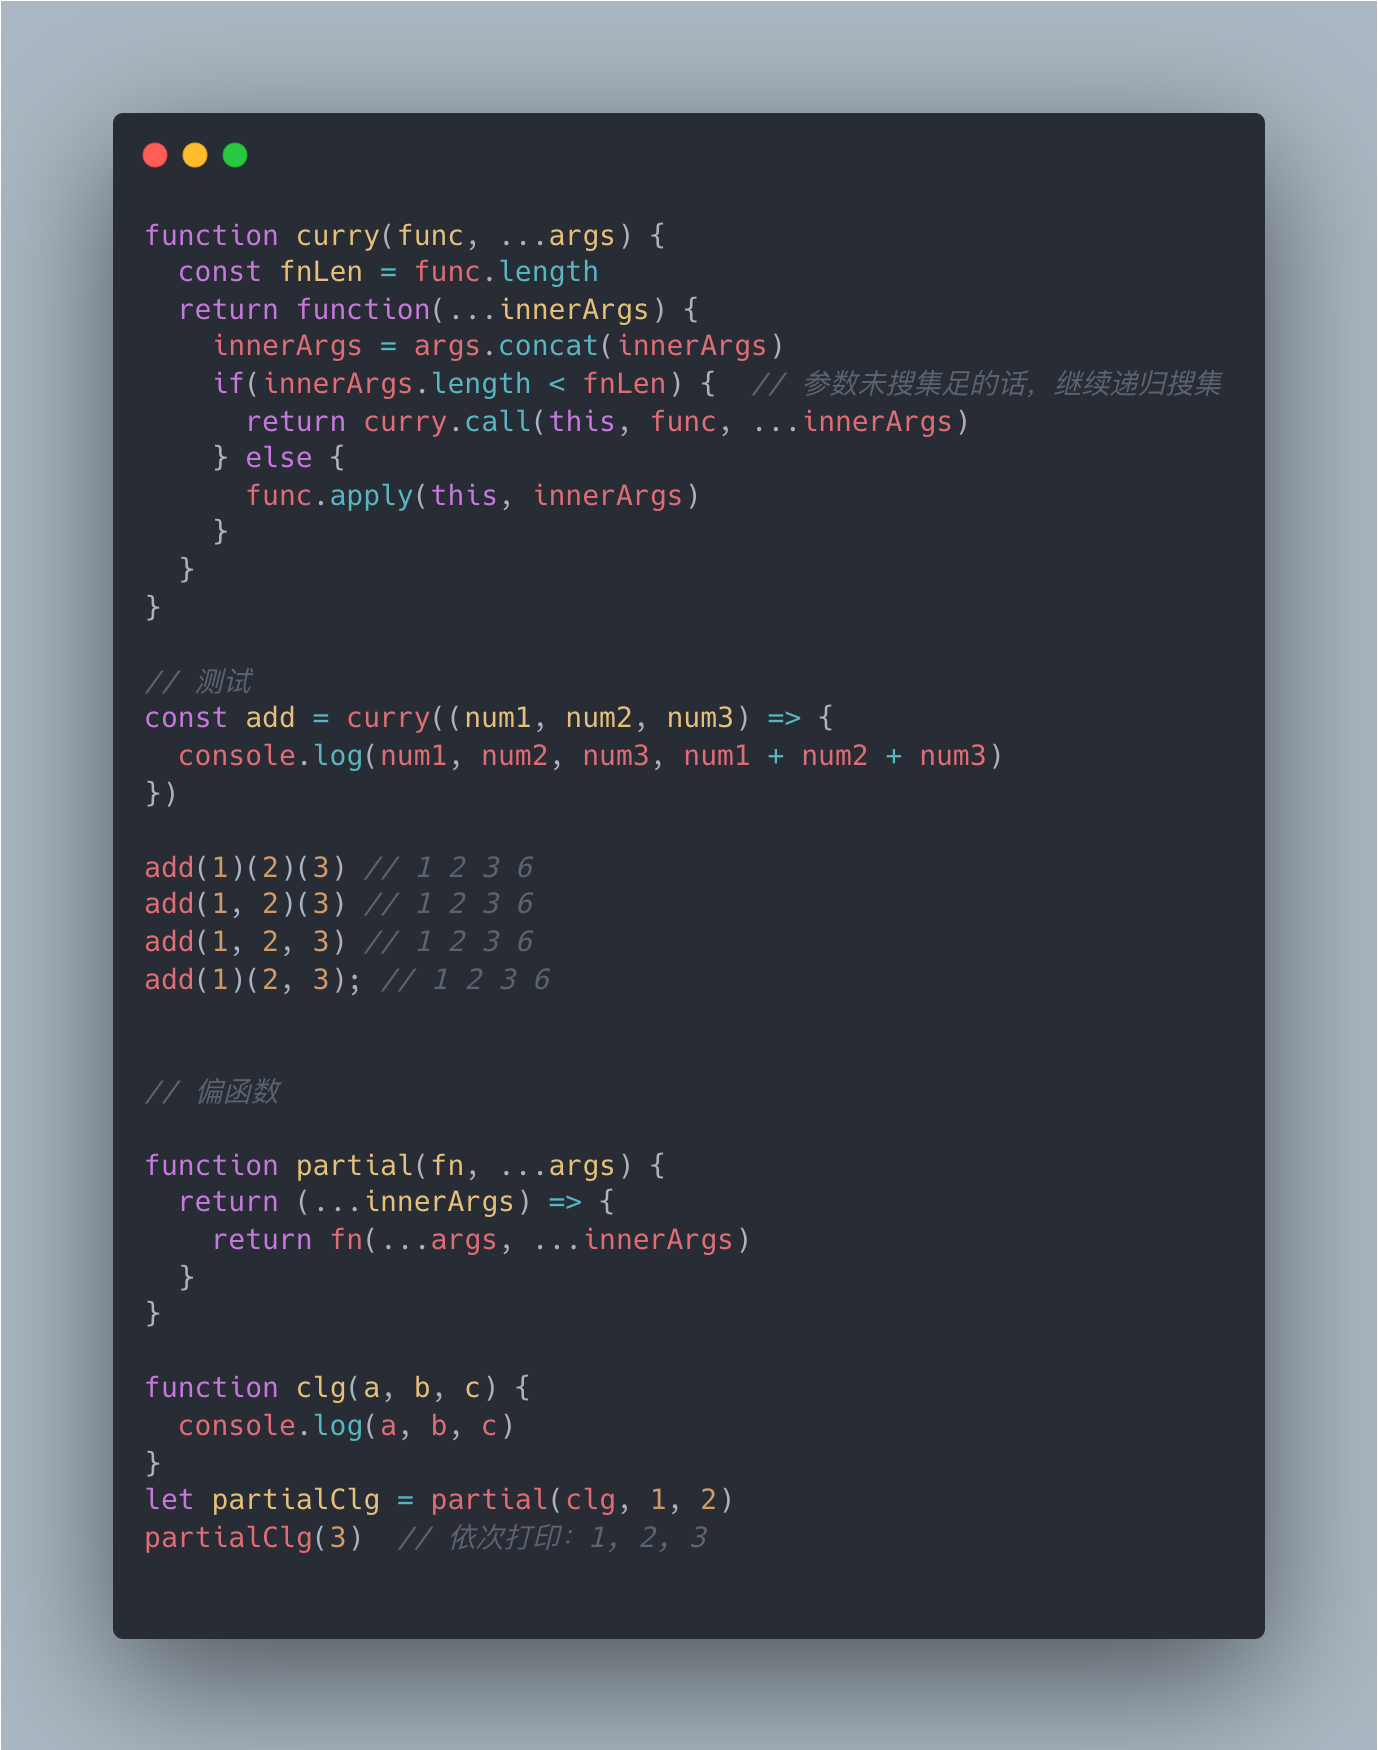 function curry(func, ...args) {
  const fnLen = func.length
  return function(...innerArgs) {
    innerArgs = args.concat(innerArgs)
    if(innerArgs.length < fnLen) {  // 参数未搜集足的话，继续递归搜集
      return curry.call(this, func, ...innerArgs)
    } else {
      func.apply(this, innerArgs)
    }
  }
}

// 测试
const add = curry((num1, num2, num3) => {
  console.log(num1, num2, num3, num1 + num2 + num3)
})

add(1)(2)(3) // 1 2 3 6
add(1, 2)(3) // 1 2 3 6
add(1, 2, 3) // 1 2 3 6
add(1)(2, 3); // 1 2 3 6

// 偏函数

function partial(fn, ...args) {
  return (...innerArgs) => {
    return fn(...args, ...innerArgs)
  }
}

function clg(a, b, c) {
  console.log(a, b, c)
}
let partialClg = partial(clg, 1, 2)
partialClg(3)  // 依次打印：1, 2, 3